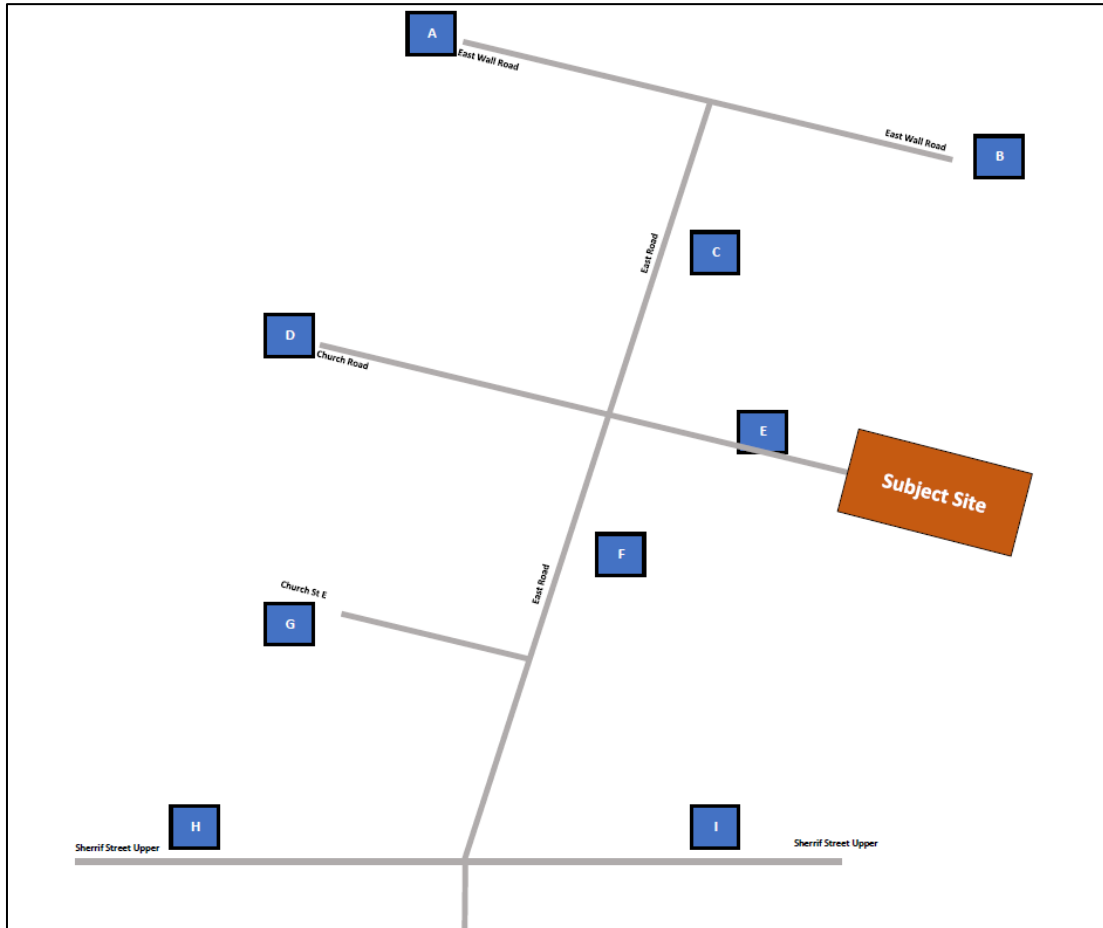 A
East Wall Road
East Wall Road
B
East Road
C
D
Church Road
E
Subject Site
F
East Road
Church St E
G
H
I
Sherrif Street Upper
Sherrif Street Upper